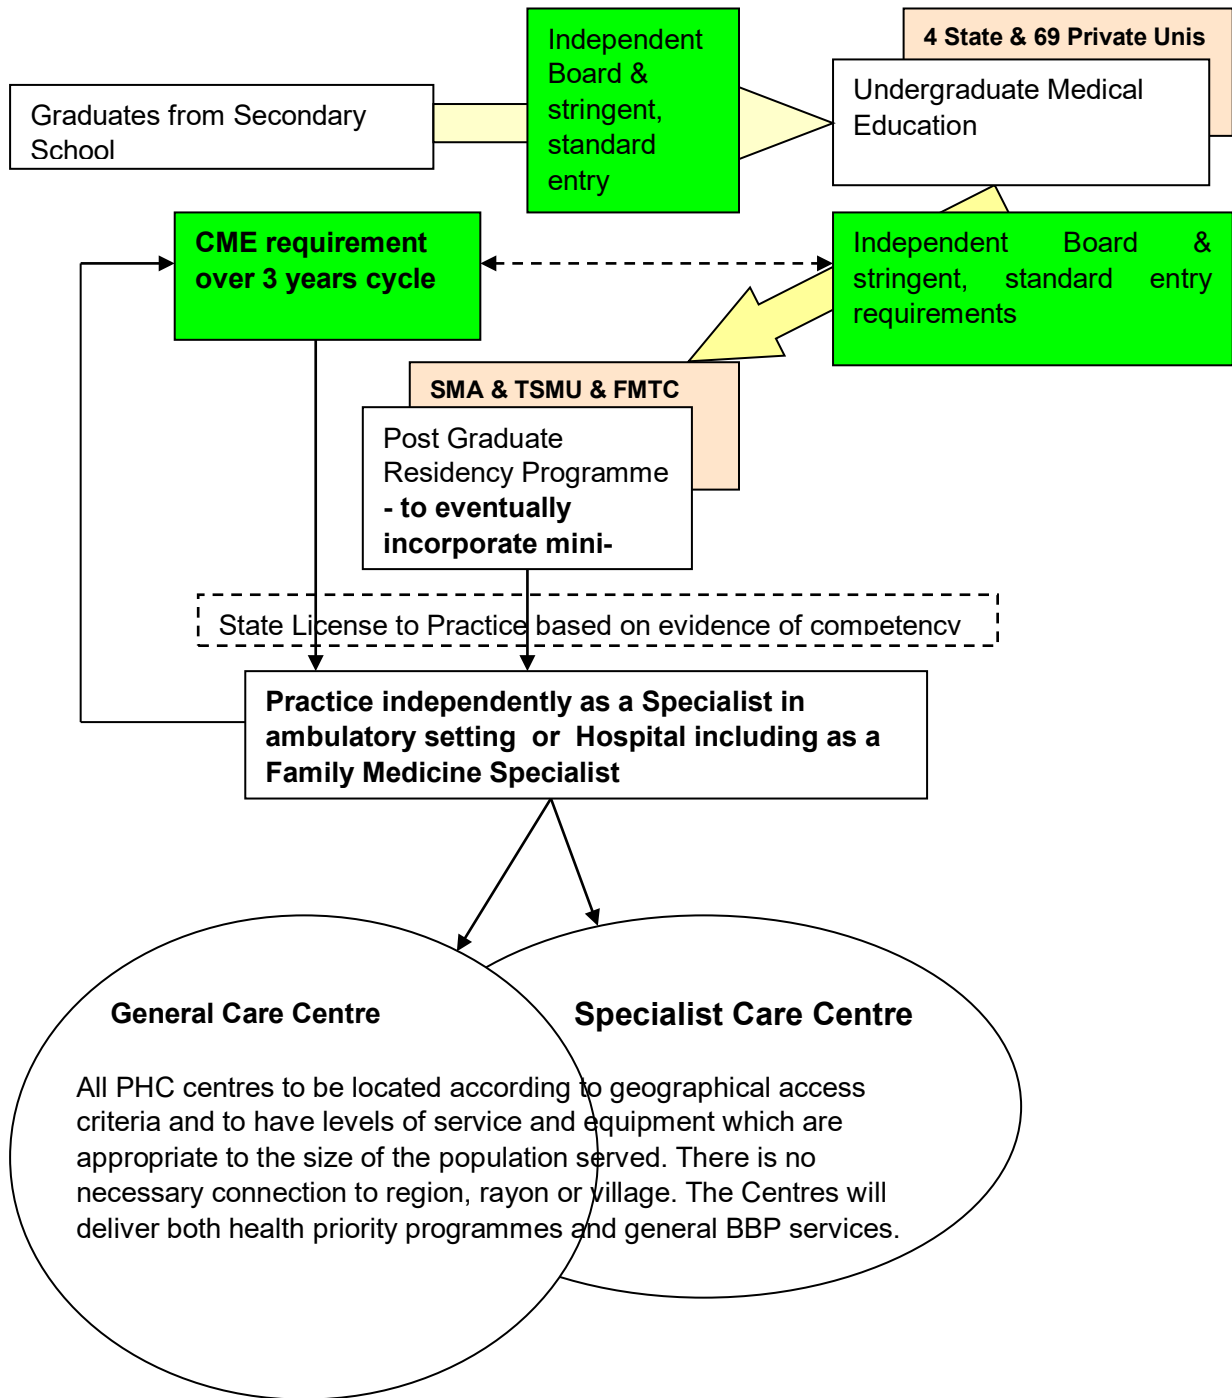 Graduates from Secondary
School
Independent
Board &
stringent,
standard
entry
4 State & 69 Private Unis
Undergraduate Medical
Education
CME requirement
over 3 years cycle
Independent Board &
stringent, standard entry
requirements
SMA & TSMU & FMTC
Post Graduate
Residency Programme
- to eventually
incorporate mini-
State License to Practice based on evidence of competency
Practice independently as a Specialist in
ambulatory setting or Hospital including as a
Family Medicine Specialist
General Care Centre
Specialist Care Centre
All PHC centres to be located according to geographical access
criteria and to have levels of service and equipment which are
appropriate to the size of the population served. There is no
necessary connection to region, rayon or village. The Centres will
deliver both health priority programmes and general BBP services.